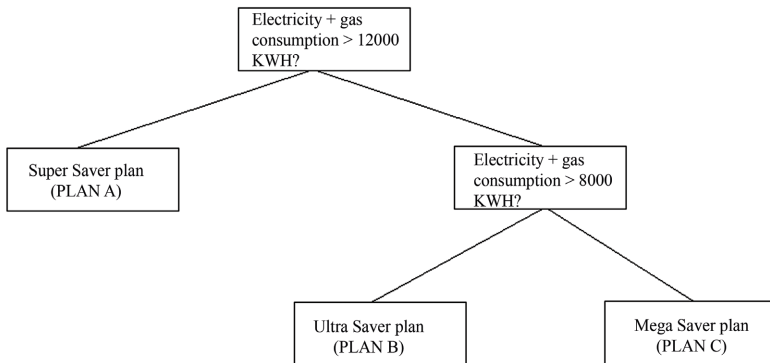 Electricity + gas
consumption > 12000
KWH?
Super Saver plan
(PLAN A)
Electricity + gas
consumption > 8000
KWH?
Ultra Saver plan
(PLAN B)
Mega Saver plan
(PLAN C)